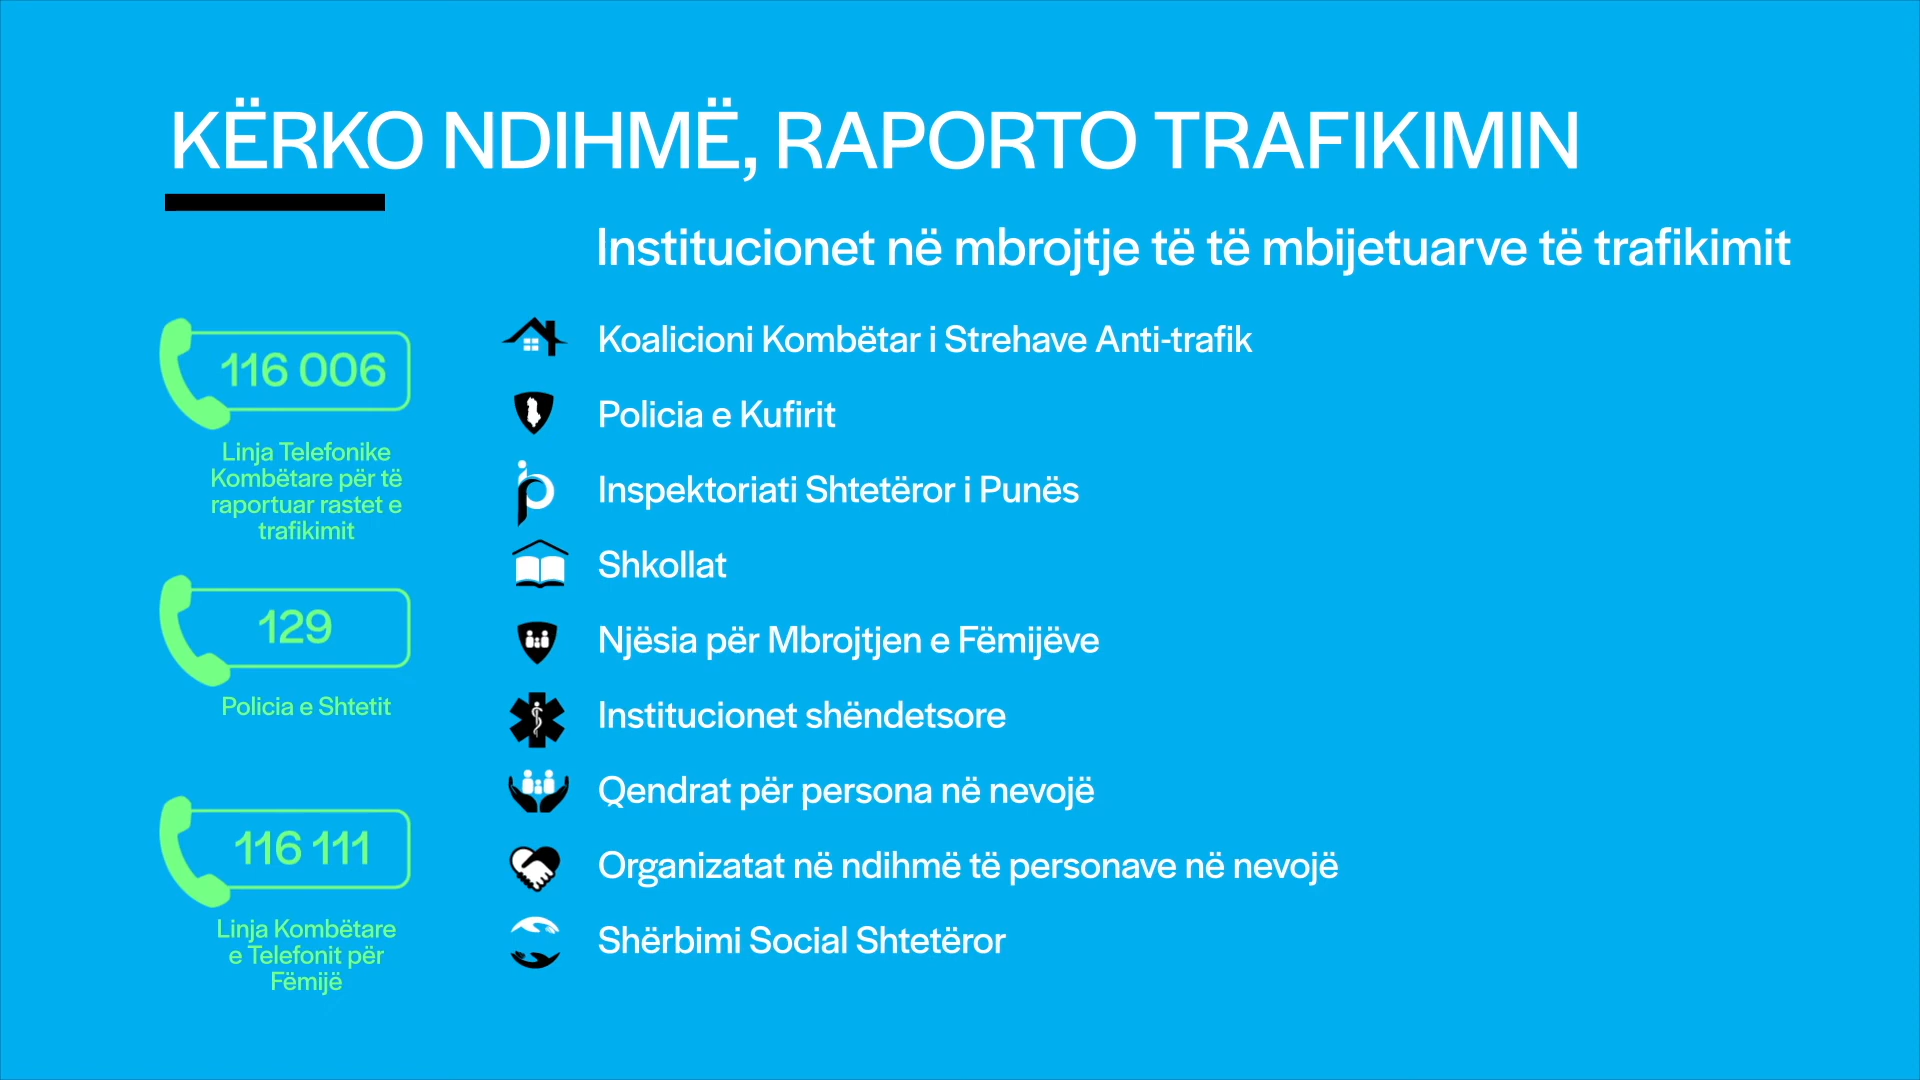 KËRKO NDIHMË, RAPORTO TRAFIKIMIN
Institucionet në mbrojtje të të mbijetuarve të trafikimit
116 006
Linja Telefonike
Kombëtare për të
raportuar rastet e
trafikimit
129
Policia e Shtetit
116 111
Linja Kombëtare
e Telefonit për
Fëmijë
Koalicioni Kombëtar i Strehave Anti-trafik
Policia e Kufirit
Inspektoriati Shtetëror i Punës
Shkollat
Njësia për Mbrojtjen e Fëmijëve
Institucionet shëndetsore
Qendrat për persona në nevojë
Organizatat në ndihmë të personave në nevojë
Shërbimi Social Shtetëror